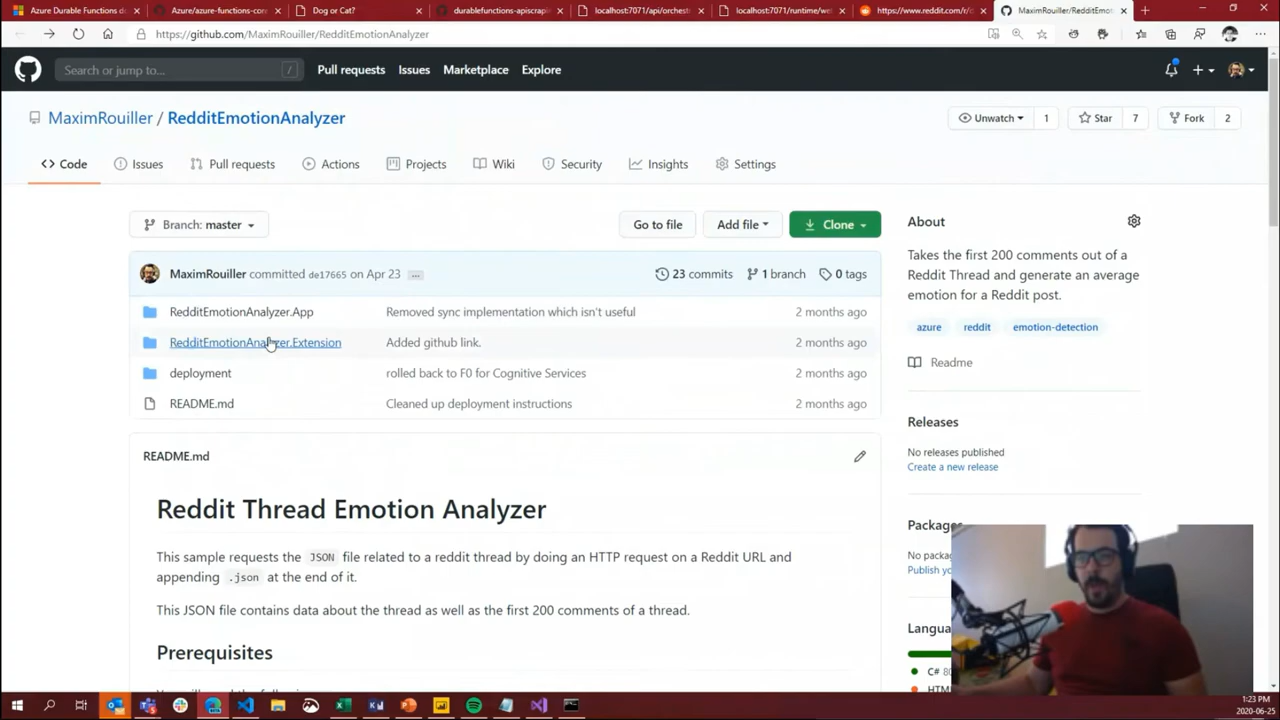 Azure Durable Functions do
Azure/azure-functions-con
Dog or Cat?
durablefunctions-apiscrapin
localhost:7071/api/orchest
localhost:7071/runtime/we
https://www.reddit.com/r/c
MaximRouiller/RedditEmot
https://github.com/MaximRouiller/RedditEmotionAnalyzer
Search or jump to...
/
Pull requests
Issues
Marketplace
Explore
MaximRouiller / RedditEmotionAnalyzer
Unwatch 1
Star 7
Fork 2
Code
Issues
Pull requests
Actions
Projects
Wiki
Security
Insights
Settings
Branch: master
Go to file
Add file
Clone
MaximRouiller committed de17665 on Apr 23 ...
23 commits
1 branch
0 tags
RedditEmotionAnalyzer.App Removed sync implementation which isn't useful 2 months ago
RedditEmotionAnalyzer.Extension Added github link. 2 months ago
deployment rolled back to F0 for Cognitive Services 2 months ago
README.md Cleaned up deployment instructions 2 months ago
README.md
Reddit Thread Emotion Analyzer
This sample requests the JSON file related to a reddit thread by doing an HTTP request on a Reddit URL and
appending .json at the end of it.
This JSON file contains data about the thread as well as the first 200 comments of a thread.
Prerequisites
About
Takes the first 200 comments out of a
Reddit Thread and generate an average
emotion for a Reddit post.
azure
reddit
emotion-detection
Readme
Releases
No releases published
Create a new release
Packages
No packa
Publish yo
Langua
C# 80
HTM
1:23 PM
2020-06-25